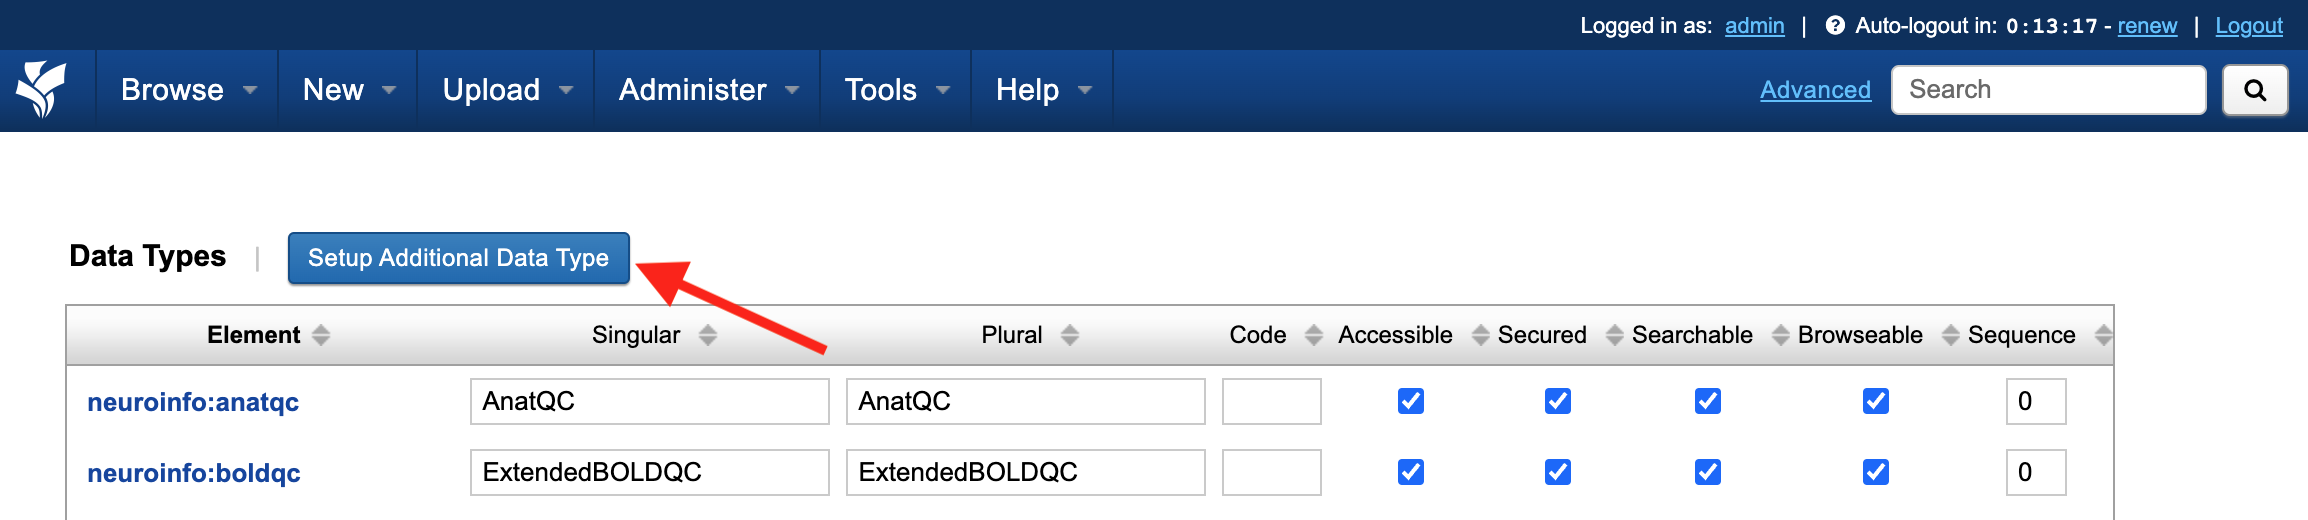 Logged in as: admin | ? Auto-logout in: 0:13:17 - renew | Logout
Browse New Upload Administer Tools Help Advanced Search
Data Types | Setup Additional Data Type
Element Singular Plural Code Accessible Secured Searchable Browseable Sequence
neuroinfo:anatqc AnatQC AnatQC 0
neuroinfo:boldqc ExtendedBOLDQC ExtendedBOLDQC 0